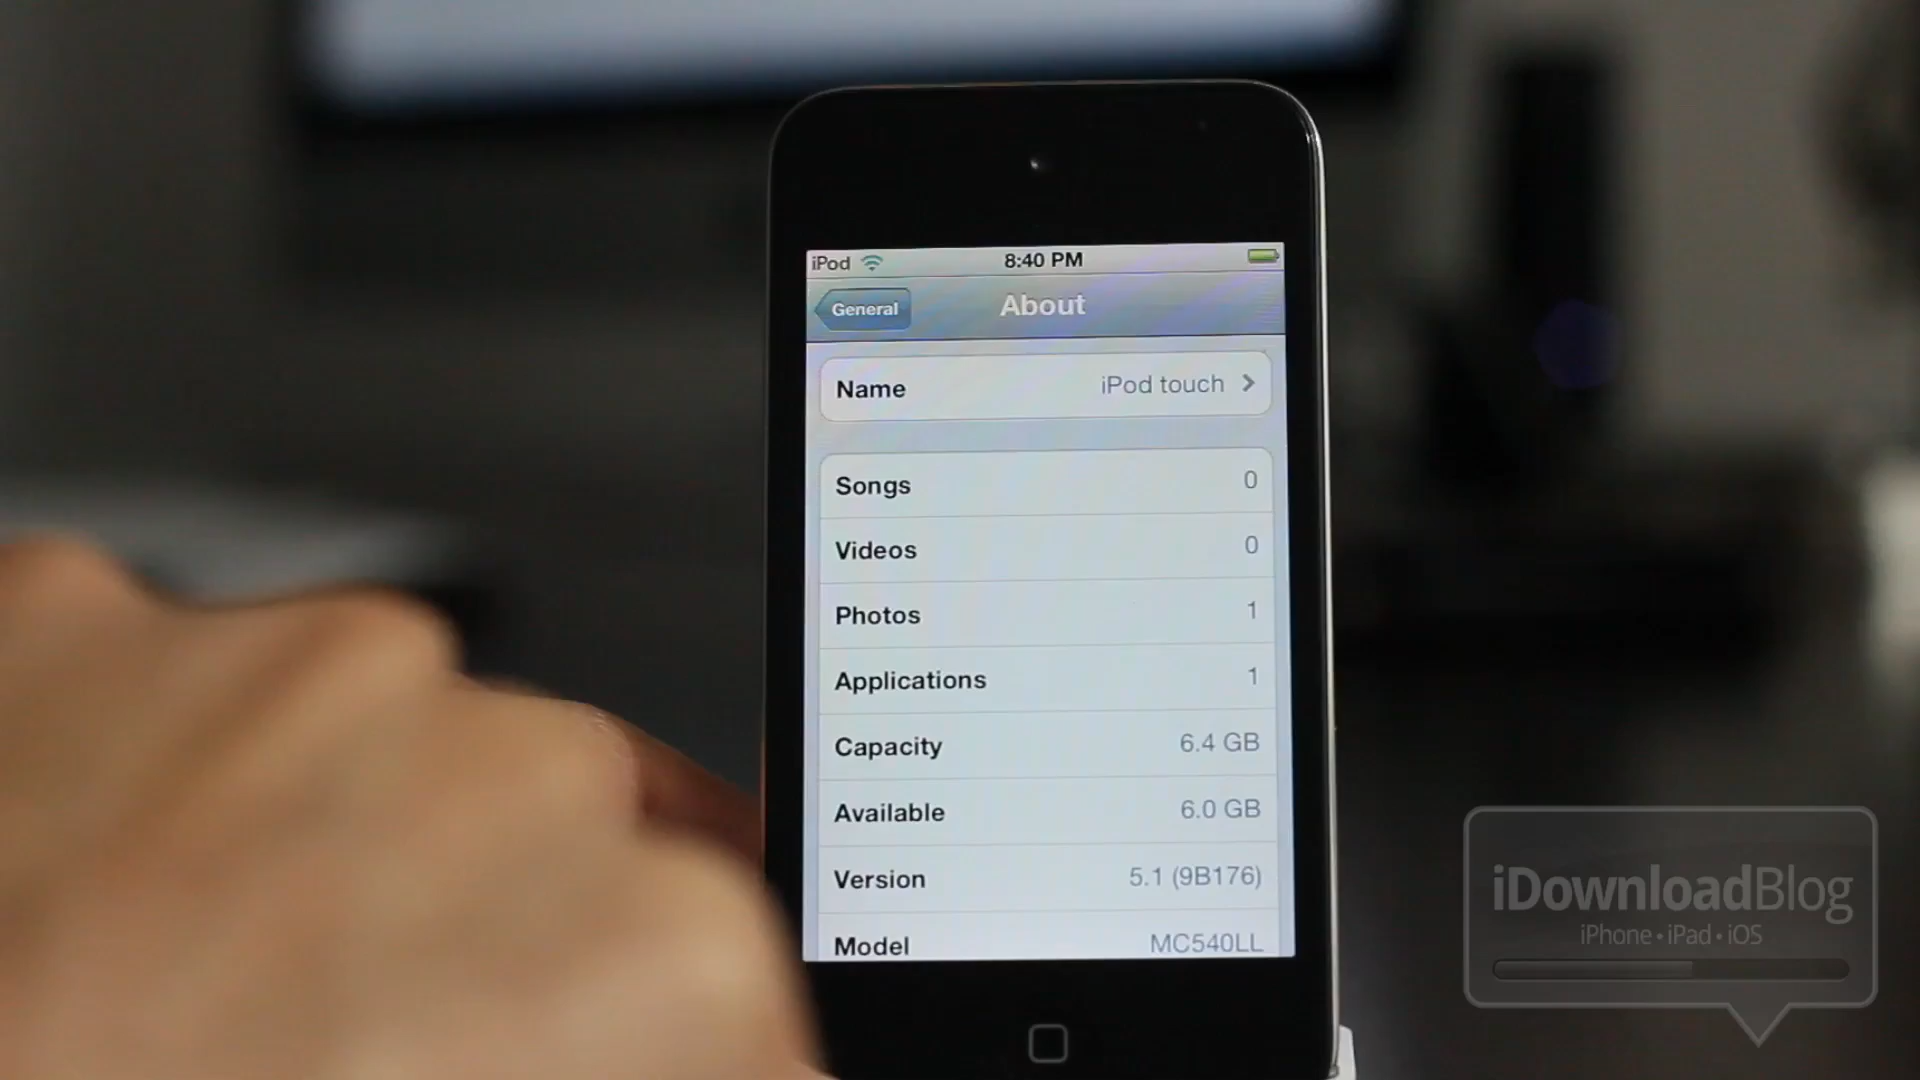 iPod
8:40 PM
General
About
Name iPod touch
Songs 0
Videos 0
Photos 1
Applications 1
Capacity 6.4 GB
Available 6.0 GB
Version 5.1 (9B176)
Model MC540LL
iDownloadBlog
iPhone • iPad • iOS